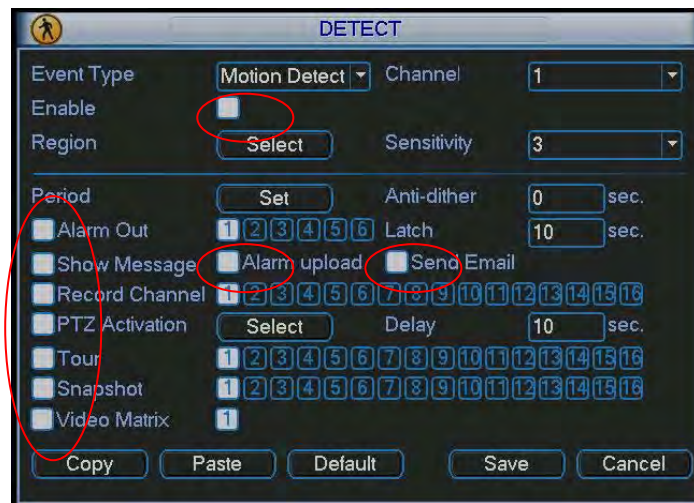 DETECT
Event Type Motion Detect Channel 1
Enable
Region Select Sensitivity 3
Period Set Anti-dither 0 sec.
Alarm Out 1 2 3 4 5 6 Latch 10 sec.
Show Message Alarm upload Send Email
Record Channel 1 2 3 4 5 6 7 8 9 10 11 12 13 14 15 16
PTZ Activation Select Delay 10 sec.
Tour 1 2 3 4 5 6 7 8 9 10 11 12 13 14 15 16
Snapshot 1 2 3 4 5 6 7 8 9 10 11 12 13 14 15 16
Video Matrix 1
Copy Paste Default Save Cancel